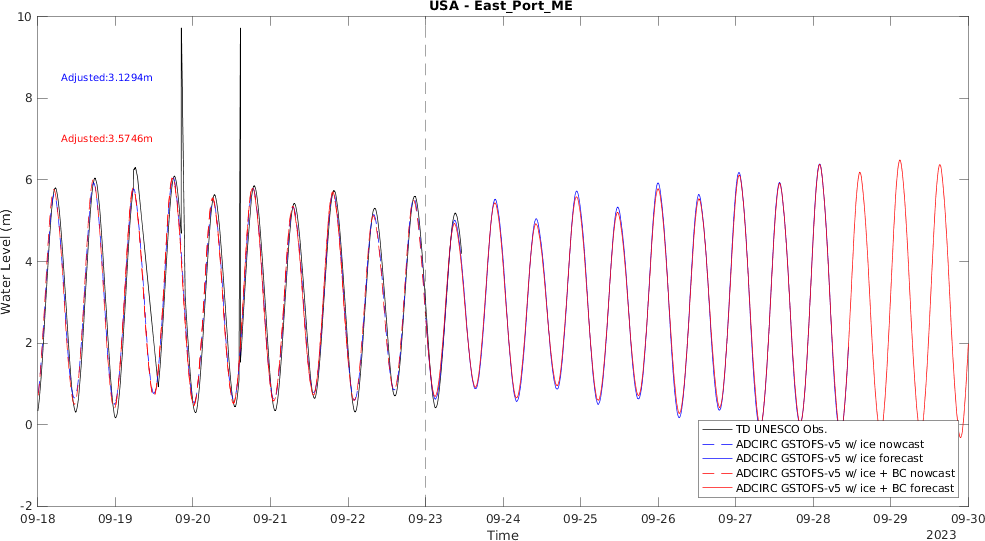 USA - East_Port_ME
10
8
6
4
2
0
-2
Water Level (m)
Adjusted:3.1294m
Adjusted:3.5746m
TD UNESCO Obs.
ADCIRC GSTOFS-v5 w/ ice nowcast
ADCIRC GSTOFS-v5 w/ ice forecast
ADCIRC GSTOFS-v5 w/ ice + BC nowcast
ADCIRC GSTOFS-v5 w/ ice + BC forecast
09-18 09-19 09-20 09-21 09-22 09-23 09-24 09-25 09-26 09-27 09-28 09-29 09-30
Time
2023